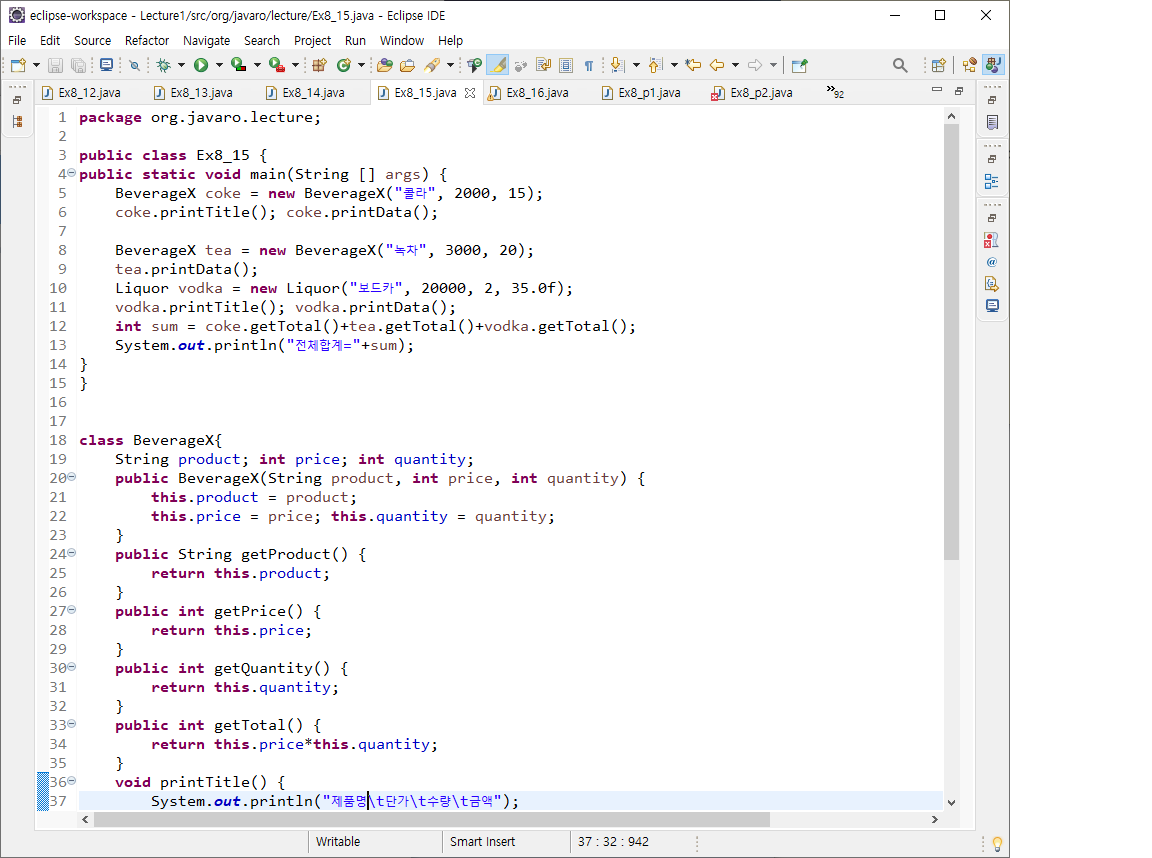 eclipse-workspace - Lecture1/src/org/javaro/lecture/Ex8_15.java - Eclipse IDE
File Edit Source Refactor Navigate Search Project Run Window Help
Ex8_12.java Ex8_13.java Ex8_14.java Ex8_15.java Ex8_16.java Ex8_p1.java Ex8_p2.java »92
1 package org.javaro.lecture;
2
3 public class Ex8_15 {
4 public static void main(String [] args) {
5 BeverageX coke = new BeverageX("콜라", 2000, 15);
6 coke.printTitle(); coke.printData();
7
8 BeverageX tea = new BeverageX("녹차", 3000, 20);
9 tea.printData();
10 Liquor vodka = new Liquor("보드카", 20000, 2, 35.0f);
11 vodka.printTitle(); vodka.printData();
12 int sum = coke.getTotal()+tea.getTotal()+vodka.getTotal();
13 System.out.println("전체합계="+sum);
14 }
15 }
16
17
18 class BeverageX{
19 String product; int price; int quantity;
20 public BeverageX(String product, int price, int quantity) {
21 this.product = product;
22 this.price = price; this.quantity = quantity;
23 }
24 public String getProduct() {
25 return this.product;
26 }
27 public int getPrice() {
28 return this.price;
29 }
30 public int getQuantity() {
31 return this.quantity;
32 }
33 public int getTotal() {
34 return this.price*this.quantity;
35 }
36 void printTitle() {
37 System.out.println("제품명\t단가\t수량\t금액");
Writable Smart Insert 37 : 32 : 942